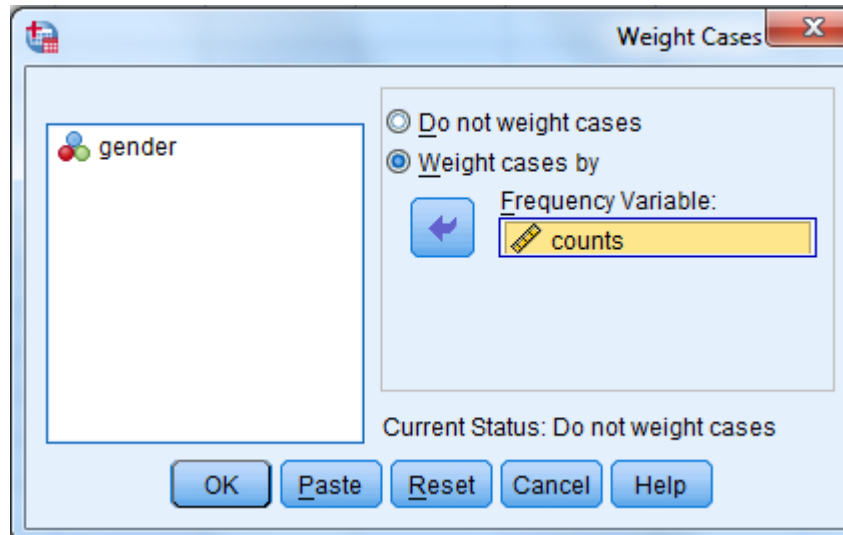 Weight Cases
gender
Do not weight cases
Weight cases by
Frequency Variable:
counts
Current Status: Do not weight cases
OK Paste Reset Cancel Help